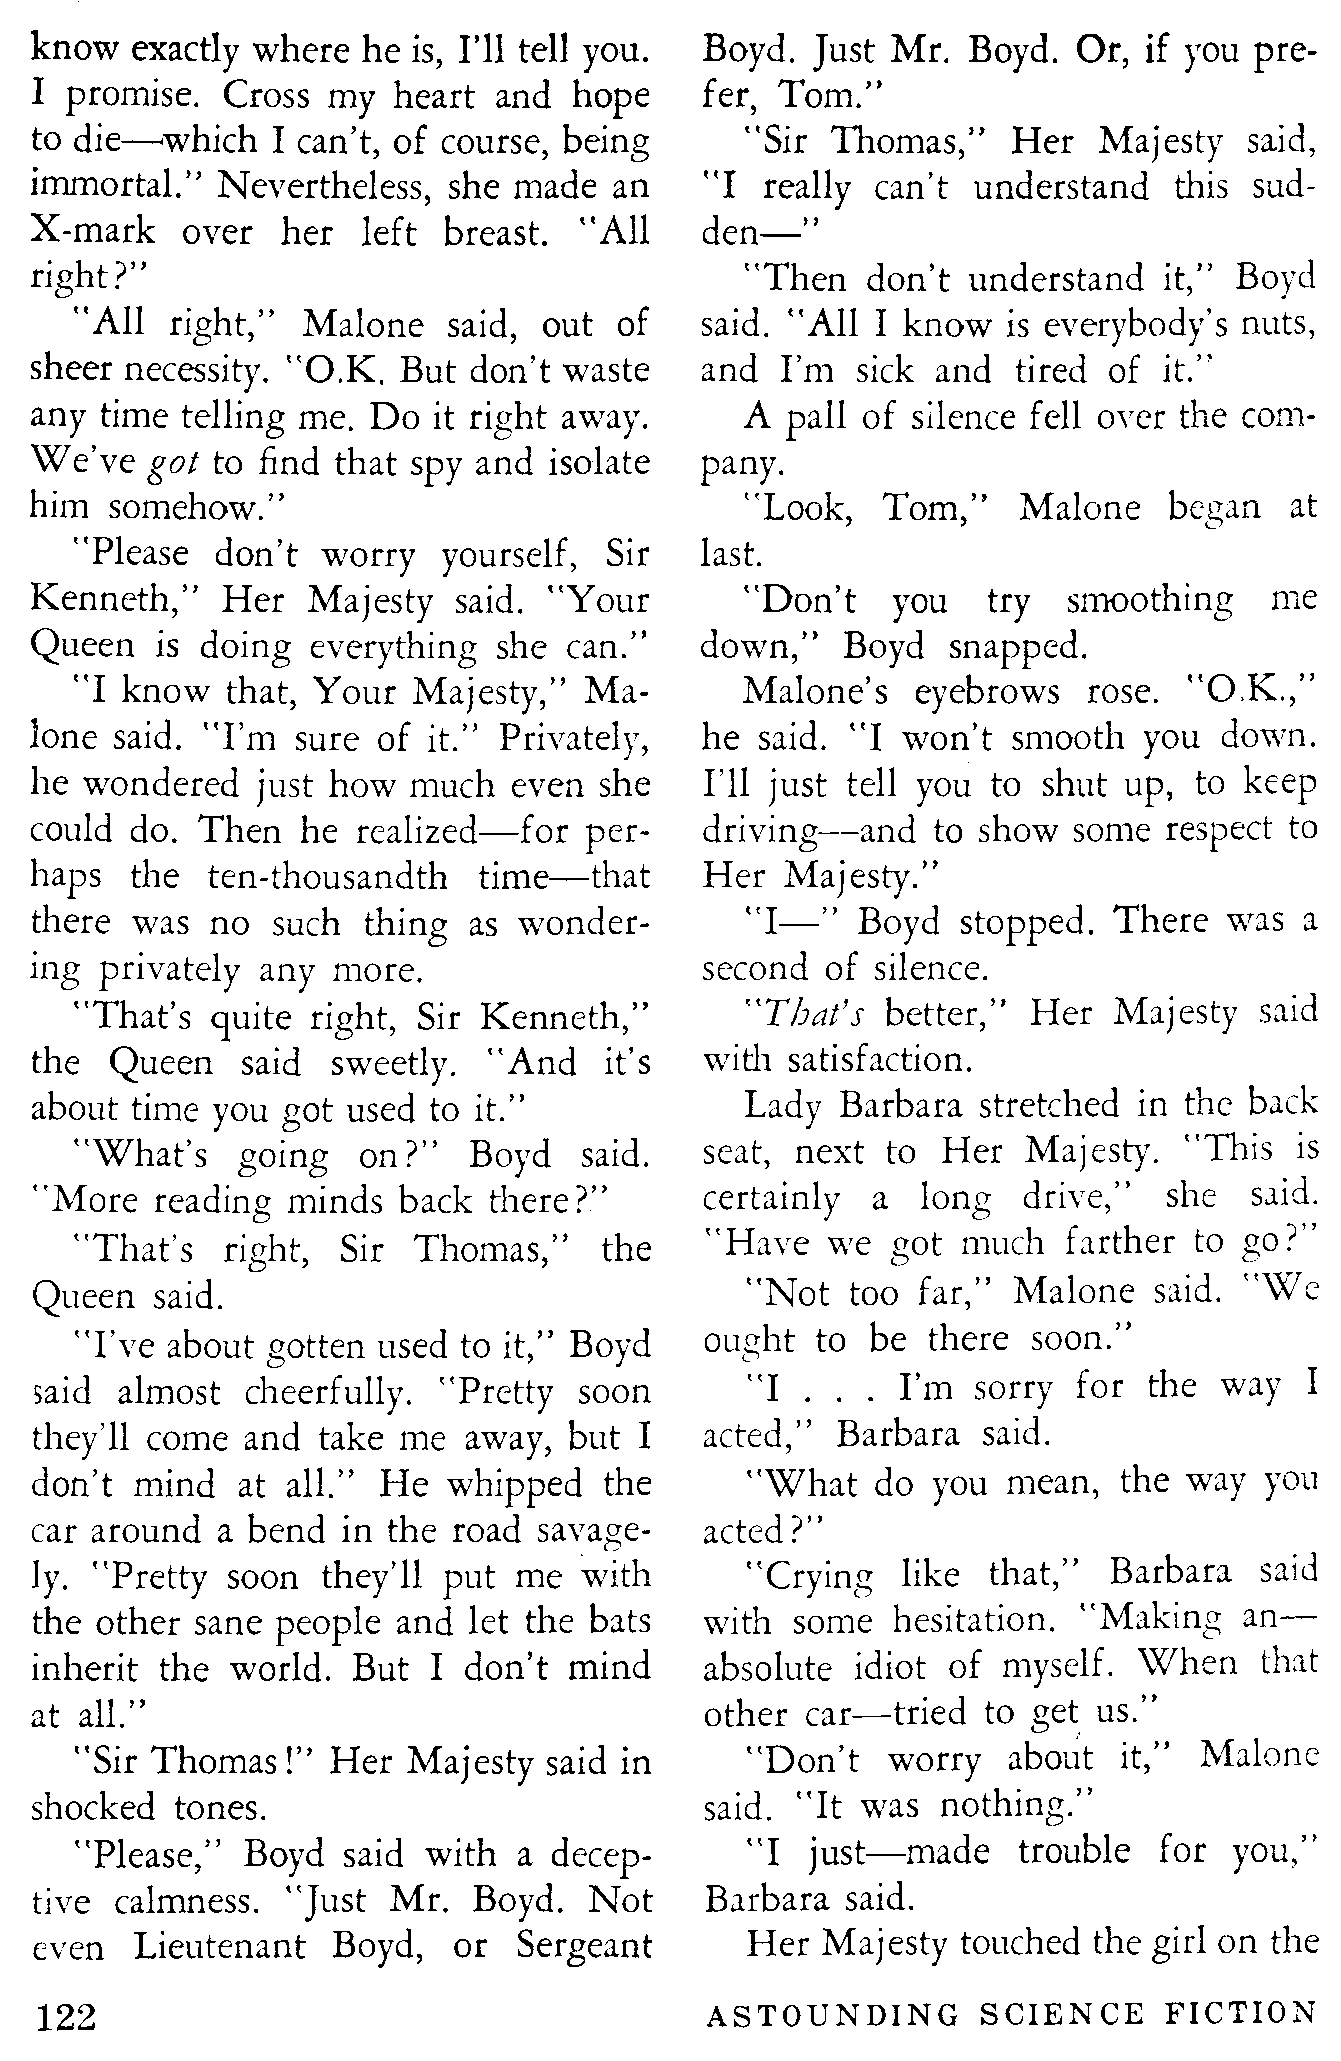 know exactly where he is, I'll tell you.
I promise. Cross my heart and hope
to die—which I can't, of course, being
immortal." Nevertheless, she made an
X-mark over her left breast. "All
right?"
"All right," Malone said, out of
sheer necessity. "O.K. But don't waste
any time telling me. Do it right away.
We've got to find that spy and isolate
him somehow."
"Please don't worry yourself, Sir
Kenneth," Her Majesty said. "Your
Queen is doing everything she can."
"I know that, Your Majesty," Ma-
lone said. "I'm sure of it." Privately,
he wondered just how much even she
could do. Then he realized—for per-
haps the ten-thousandth time—that
there was no such thing as wonder-
ing privately any more.
"That's quite right, Sir Kenneth,"
the Queen said sweetly. "And it's
about time you got used to it."
"What's going on?" Boyd said.
"More reading minds back there?"
"That's right, Sir Thomas," the
Queen said.
"I've about gotten used to it," Boyd
said almost cheerfully. "Pretty soon
they'll come and take me away, but I
don't mind at all." He whipped the
car around a bend in the road savage-
ly. "Pretty soon they'll put me with
the other sane people and let the bats
inherit the world. But I don't mind
at all."
"Sir Thomas!" Her Majesty said in
shocked tones.
"Please," Boyd said with a decep-
tive calmness. "Just Mr. Boyd. Not
even Lieutenant Boyd, or Sergeant
Boyd. Just Mr. Boyd. Or, if you pre-
fer, Tom."
"Sir Thomas," Her Majesty said,
"I really can't understand this sud-
den—"
"Then don't understand it," Boyd
said. "All I know is everybody's nuts,
and I'm sick and tired of it."
A pall of silence fell over the com-
pany.
"Look, Tom," Malone began at
last.
"Don't you try smoothing me
down," Boyd snapped.
Malone's eyebrows rose. "O.K.,"
he said. "I won't smooth you down.
I'll just tell you to shut up, to keep
driving—and to show some respect to
Her Majesty."
"I—" Boyd stopped. There was a
second of silence.
"That's better," Her Majesty said
with satisfaction.
Lady Barbara stretched in the back
seat, next to Her Majesty. "This is
certainly a long drive," she said.
"Have we got much farther to go?"
"Not too far," Malone said. "We
ought to be there soon."
"I . . . I'm sorry for the way I
acted," Barbara said.
"What do you mean, the way you
acted?"
"Crying like that," Barbara said
with some hesitation. "Making an—
absolute idiot of myself. When that
other car—tried to get us."
"Don't worry about it," Malone
said. "It was nothing."
"I just—made trouble for you,"
Barbara said.
Her Majesty touched the girl on the
122
ASTOUNDING SCIENCE FICTION